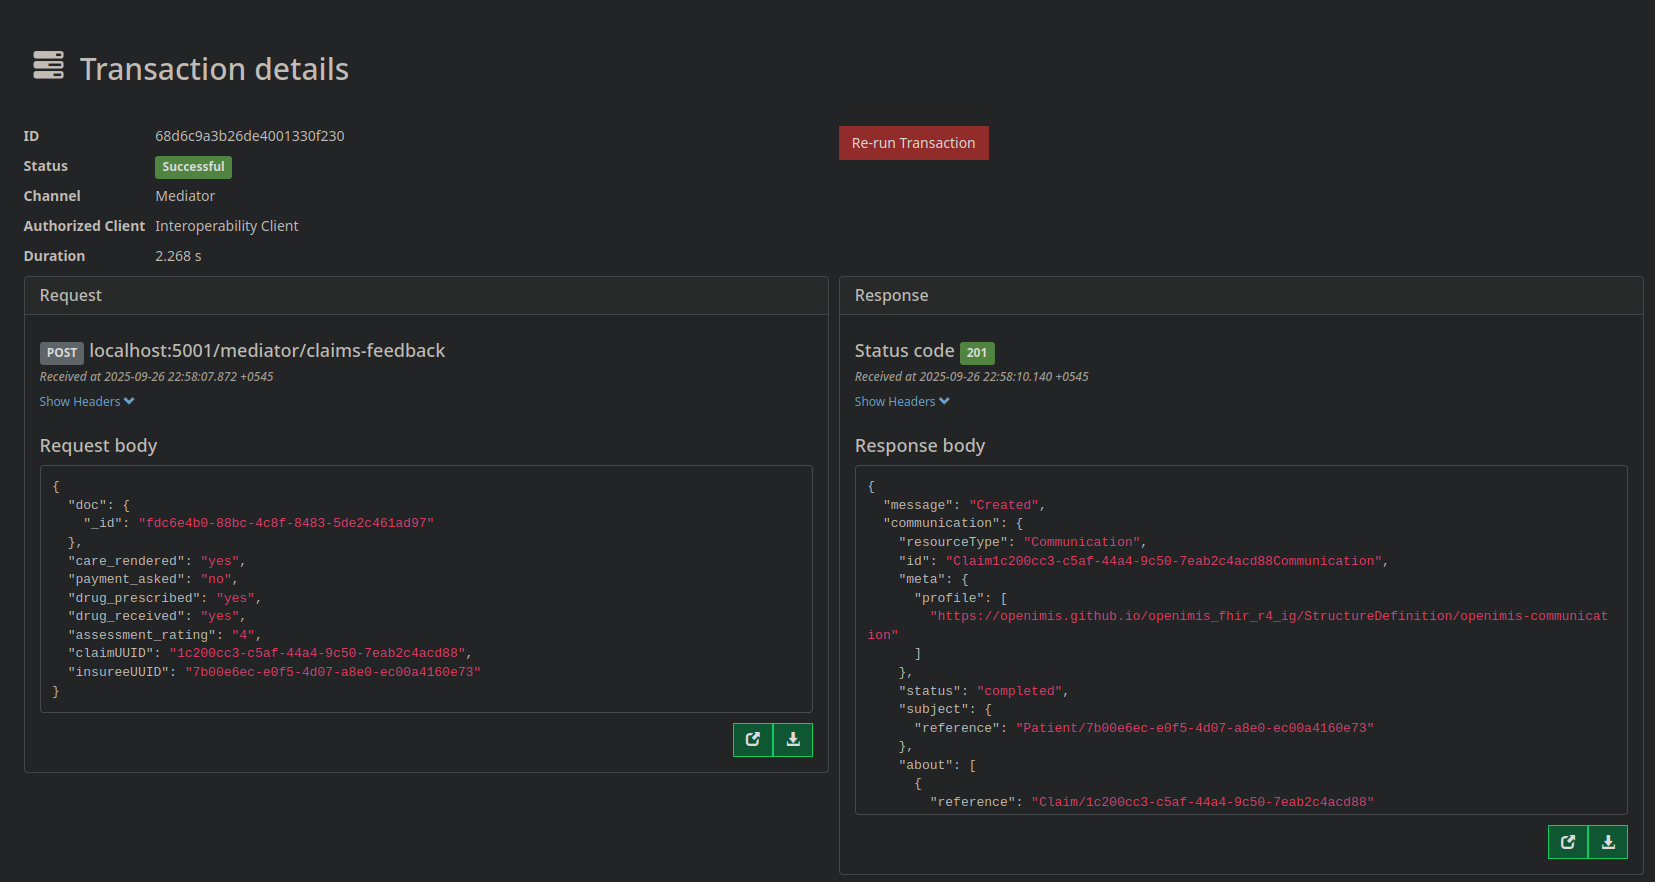 Transaction details
ID 68d6c9a3b26de4001330f230
Re-run Transaction
Status Successful
Channel Mediator
Authorized Client Interoperability Client
Duration 2.268 s
Request
POST localhost:5001/mediator/claims-feedback
Received at 2025-09-26 22:58:07.872 +0545
Show Headers
Request body
{
"doc": {
"_id": "fdc6e4b0-88bc-4c8f-8483-5de2c461ad97"
},
"care_rendered": "yes",
"payment_asked": "no",
"drug_prescribed": "yes",
"drug_received": "yes",
"assessment_rating": "4",
"claimUUID": "1c200cc3-c5af-44a4-9c50-7eab2c4acd88",
"insureeUUID": "7b00e6ec-e0f5-4d07-a8e0-ec00a4160e73"
}
Response
Status code 201
Received at 2025-09-26 22:58:10.140 +0545
Show Headers
Response body
{
"message": "Created",
"communication": {
"resourceType": "Communication",
"id": "Claim1c200cc3-c5af-44a4-9c50-7eab2c4acd88Communication",
"meta": {
"profile": [
"https://openimis.github.io/openimis_fhir_r4_ig/StructureDefinition/openimis-communicat
ion"
]
},
"status": "completed",
"subject": {
"reference": "Patient/7b00e6ec-e0f5-4d07-a8e0-ec00a4160e73"
},
"about": [
{
"reference": "Claim/1c200cc3-c5af-44a4-9c50-7eab2c4acd88"